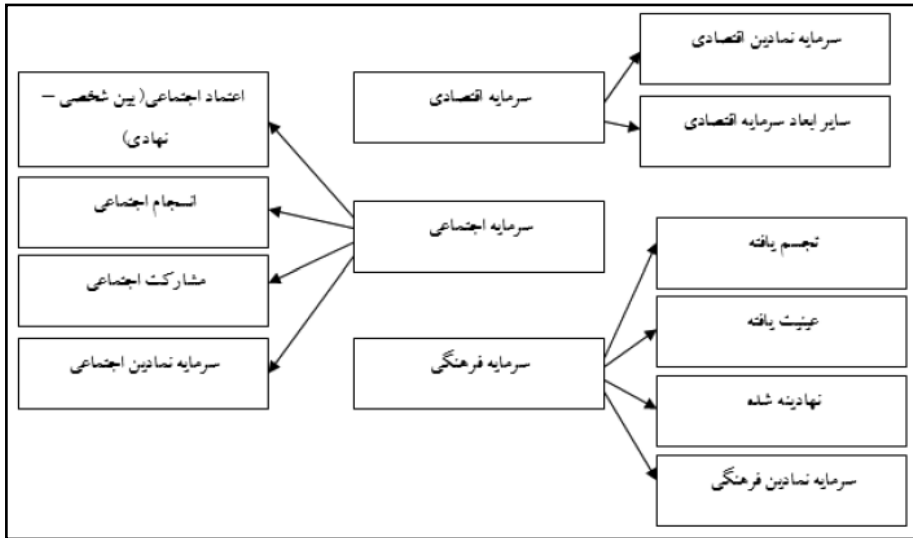 سرمایه نمادین اقتصادی
سرمایه اقتصادی
سایر ابعاد سرمایه اقتصادی
اعتماد اجتماعی( بین شخصی –
نهادی)
انسجام اجتماعی
مشارکت اجتماعی
سرمایه نمادین اجتماعی
سرمایه اجتماعی
تجسم یافته
عینیت یافته
سرمایه فرهنگی
نهادینه شده
سرمایه نمادین فرهنگی